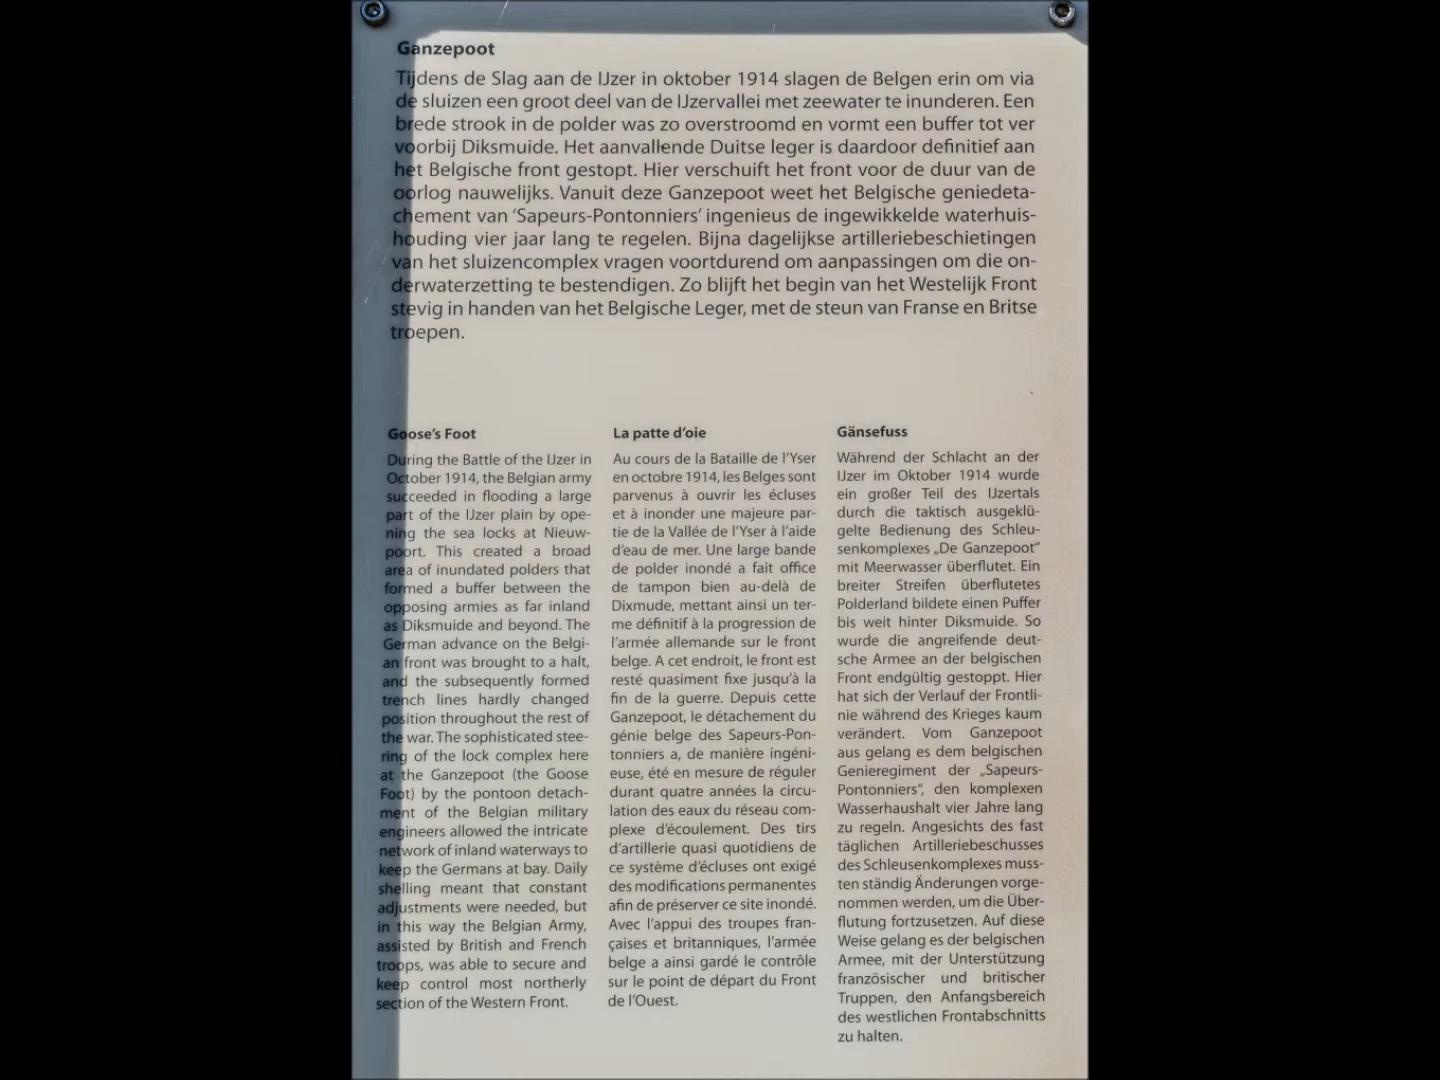 Ganzepoot
Tijdens de Slag aan de IJzer in oktober 1914 slagen de Belgen erin om via
de sluizen een groot deel van de IJzervallei met zeewater te inunderen. Een
brede strook in de polder was zo overstroomd en vormt een buffer tot ver
voorbij Diksmuide. Het aanvallende Duitse leger is daardoor definitief aan
het Belgische front gestopt. Hier verschuift het front voor de duur van de
oorlog nauwelijks. Vanuit deze Ganzepoot weet het Belgische geniedeta-
chement van ‘Sapeurs-Pontonniers’ ingenieus de ingewikkelde waterhuis-
houding vier jaar lang te regelen. Bijna dagelijkse artilleriebeschietingen
van het sluizencomplex vragen voortdurend om aanpassingen om die on-
derwaterzetting te bestendigen. Zo blijft het begin van het Westelijk Front
stevig in handen van het Belgische Leger, met de steun van Franse en Britse
troepen.
Goose’s Foot
During the Battle of the IJzer in
October 1914, the Belgian army
succeeded in flooding a large
part of the IJzer plain by ope-
ning the sea locks at Nieuw-
poort. This created a broad
area of inundated polders that
formed a buffer between the
opposing armies as far inland
as Diksmuide and beyond. The
German advance on the Belgi-
an front was brought to a halt,
and the subsequently formed
trench lines hardly changed
position throughout the rest of
the war. The sophisticated stee-
ring of the lock complex here
at the Ganzepoot (the Goose
Foot) by the pontoon detach-
ment of the Belgian military
engineers allowed the intricate
network of inland waterways to
keep the Germans at bay. Daily
shelling meant that constant
adjustments were needed, but
in this way the Belgian Army,
assisted by British and French
troops, was able to secure and
keep control most northerly
section of the Western Front.
La patte d’oie
Au cours de la Bataille de l’Yser
en octobre 1914, les Belges sont
parvenus à ouvrir les écluses
et à inonder une majeure par-
tie de la Vallée de l’Yser à l’aide
d’eau de mer. Une large bande
de polder inondé a fait office
de tampon bien au-delà de
Dixmude, mettant ainsi un ter-
me définitif à la progression de
l’armée allemande sur le front
belge. A cet endroit, le front est
resté quasiment fixe jusqu’à la
fin de la guerre. Depuis cette
Ganzepoot, le détachement du
génie belge des Sapeurs-Pon-
tonniers a, de manière ingéni-
euse, été en mesure de réguler
durant quatre années la circu-
lation des eaux du réseau com-
plexe d’écoulement. Des tirs
d’artillerie quasi quotidiens de
ce système d’écluses ont exigé
des modifications permanentes
afin de préserver ce site inondé.
Avec l’appui des troupes fran-
çaises et britanniques, l’armée
belge a ainsi gardé le contrôle
sur le point de départ du Front
de l’Ouest.
Gänsefuss
Während der Schlacht an der
IJzer im Oktober 1914 wurde
ein großer Teil des IJzertals
durch die taktisch ausgeklü-
gelte Bedienung des Schleu-
senkomplexes „De Ganzepoot“
mit Meerwasser überflutet. Ein
breiter Streifen überflutetes
Polderland bildete einen Puffer
bis weit hinter Diksmuide. So
wurde die angreifende deut-
sche Armee an der belgischen
Front endgültig gestoppt. Hier
hat sich der Verlauf der Frontli-
nie während des Krieges kaum
verändert. Vom Ganzepoot
aus gelang es dem belgischen
Genieregiment der „Sapeurs-
Pontonniers“, den komplexen
Wasserhaushalt vier Jahre lang
zu regeln. Angesichts des fast
täglichen Artilleriebeschusses
des Schleusenkomplexes muss-
ten ständig Änderungen vorge-
nommen werden, um die Über-
flutung fortzusetzen. Auf diese
Weise gelang es der belgischen
Armee, mit der Unterstützung
französischer und britischer
Truppen, den Anfangsbereich
des westlichen Frontabschnitts
zu halten.